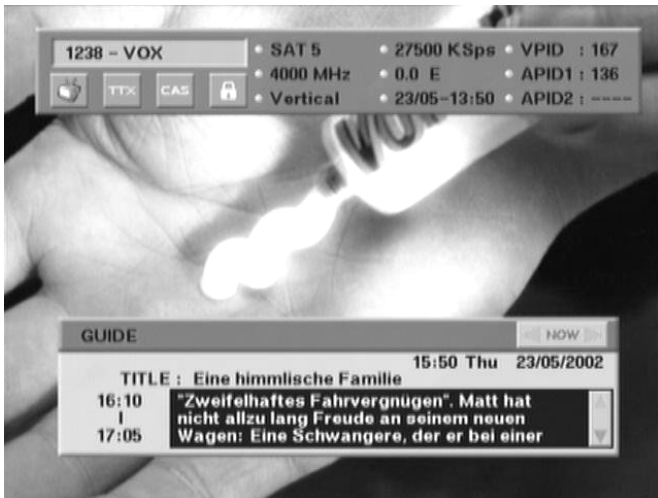 1238 – VOX
TTX CAS
SAT 5
4000 MHz
Vertical
27500 KSps
0.0 E
23/05–13:50
VPID : 167
APID1 : 136
APID2 : ----
GUIDE
NOW
15:50 Thu 23/05/2002
TITLE : Eine himmlische Familie
16:10
17:05
"Zweifelhaftes Fahrvergnügen". Matt hat
nicht allzu lang Freude an seinem neuen
Wagen: Eine Schwangere, der er bei einer